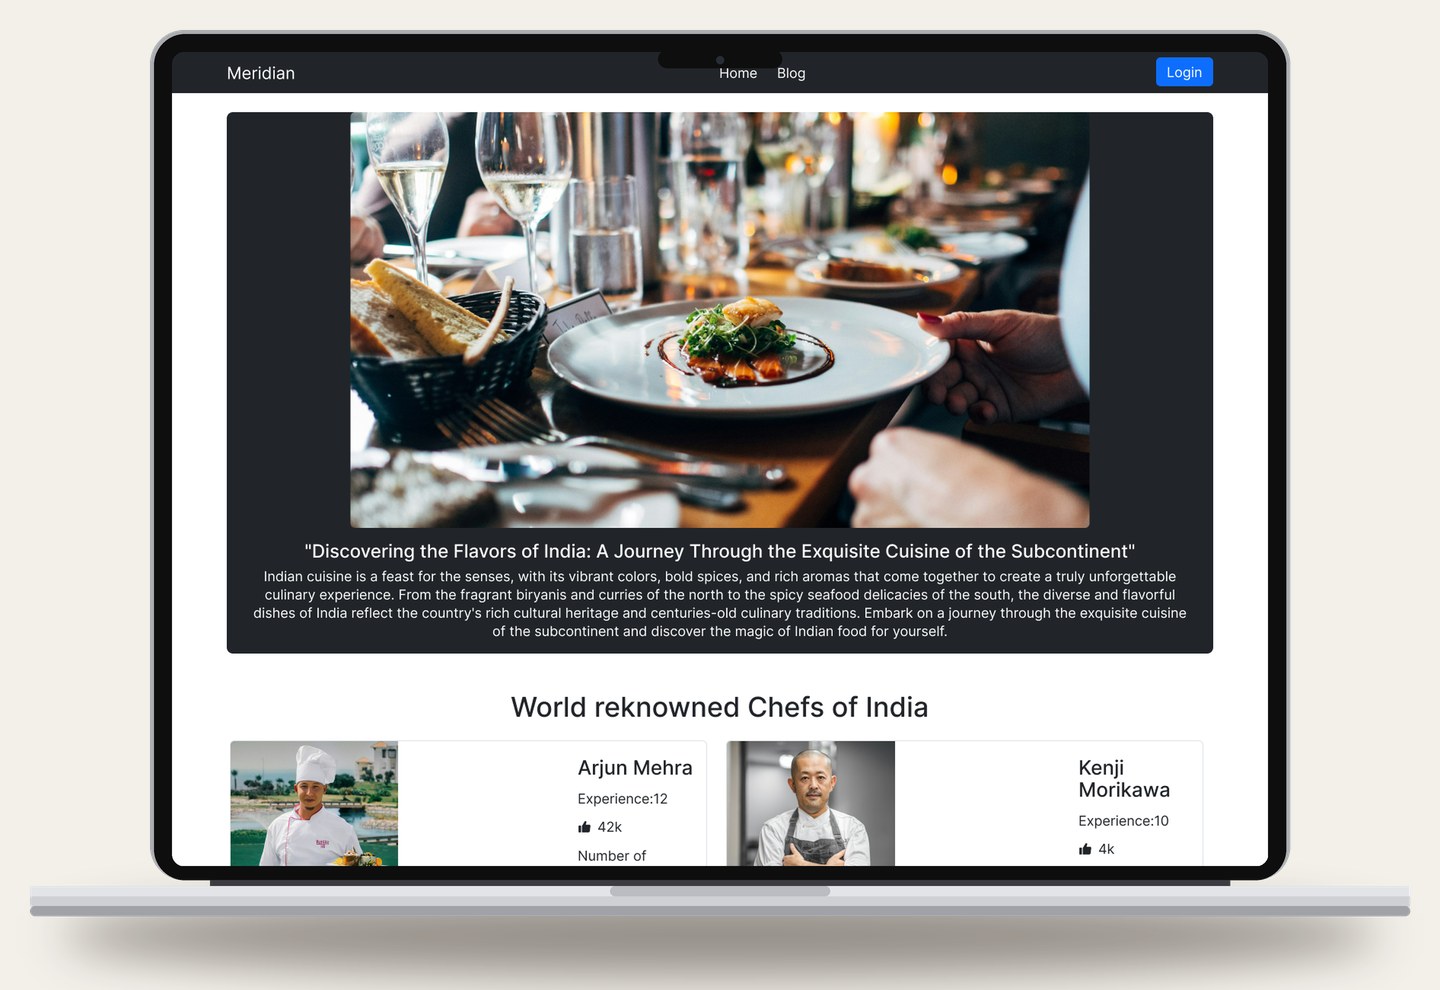 Meridian
Home Blog
Login
"Discovering the Flavors of India: A Journey Through the Exquisite Cuisine of the Subcontinent"
Indian cuisine is a feast for the senses, with its vibrant colors, bold spices, and rich aromas that come together to create a truly unforgettable
culinary experience. From the fragrant biryanis and curries of the north to the spicy seafood delicacies of the south, the diverse and flavorful
dishes of India reflect the country's rich cultural heritage and centuries-old culinary traditions. Embark on a journey through the exquisite cuisine
of the subcontinent and discover the magic of Indian food for yourself.
World reknowned Chefs of India
Arjun Mehra
Experience:12
42k
Number of
Kenji
Morikawa
Experience:10
4k